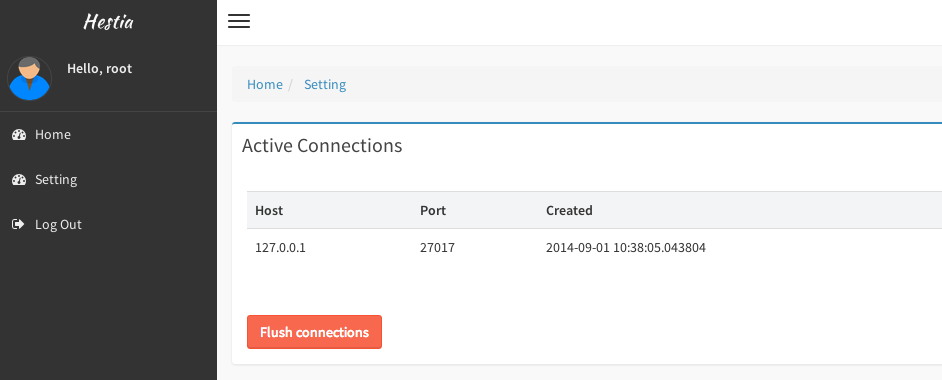 Hestia
Hello, root
Home
Setting
Log Out
Home / Setting
Active Connections
Host Port Created
127.0.0.1 27017 2014-09-01 10:38:05.043804
Flush connections